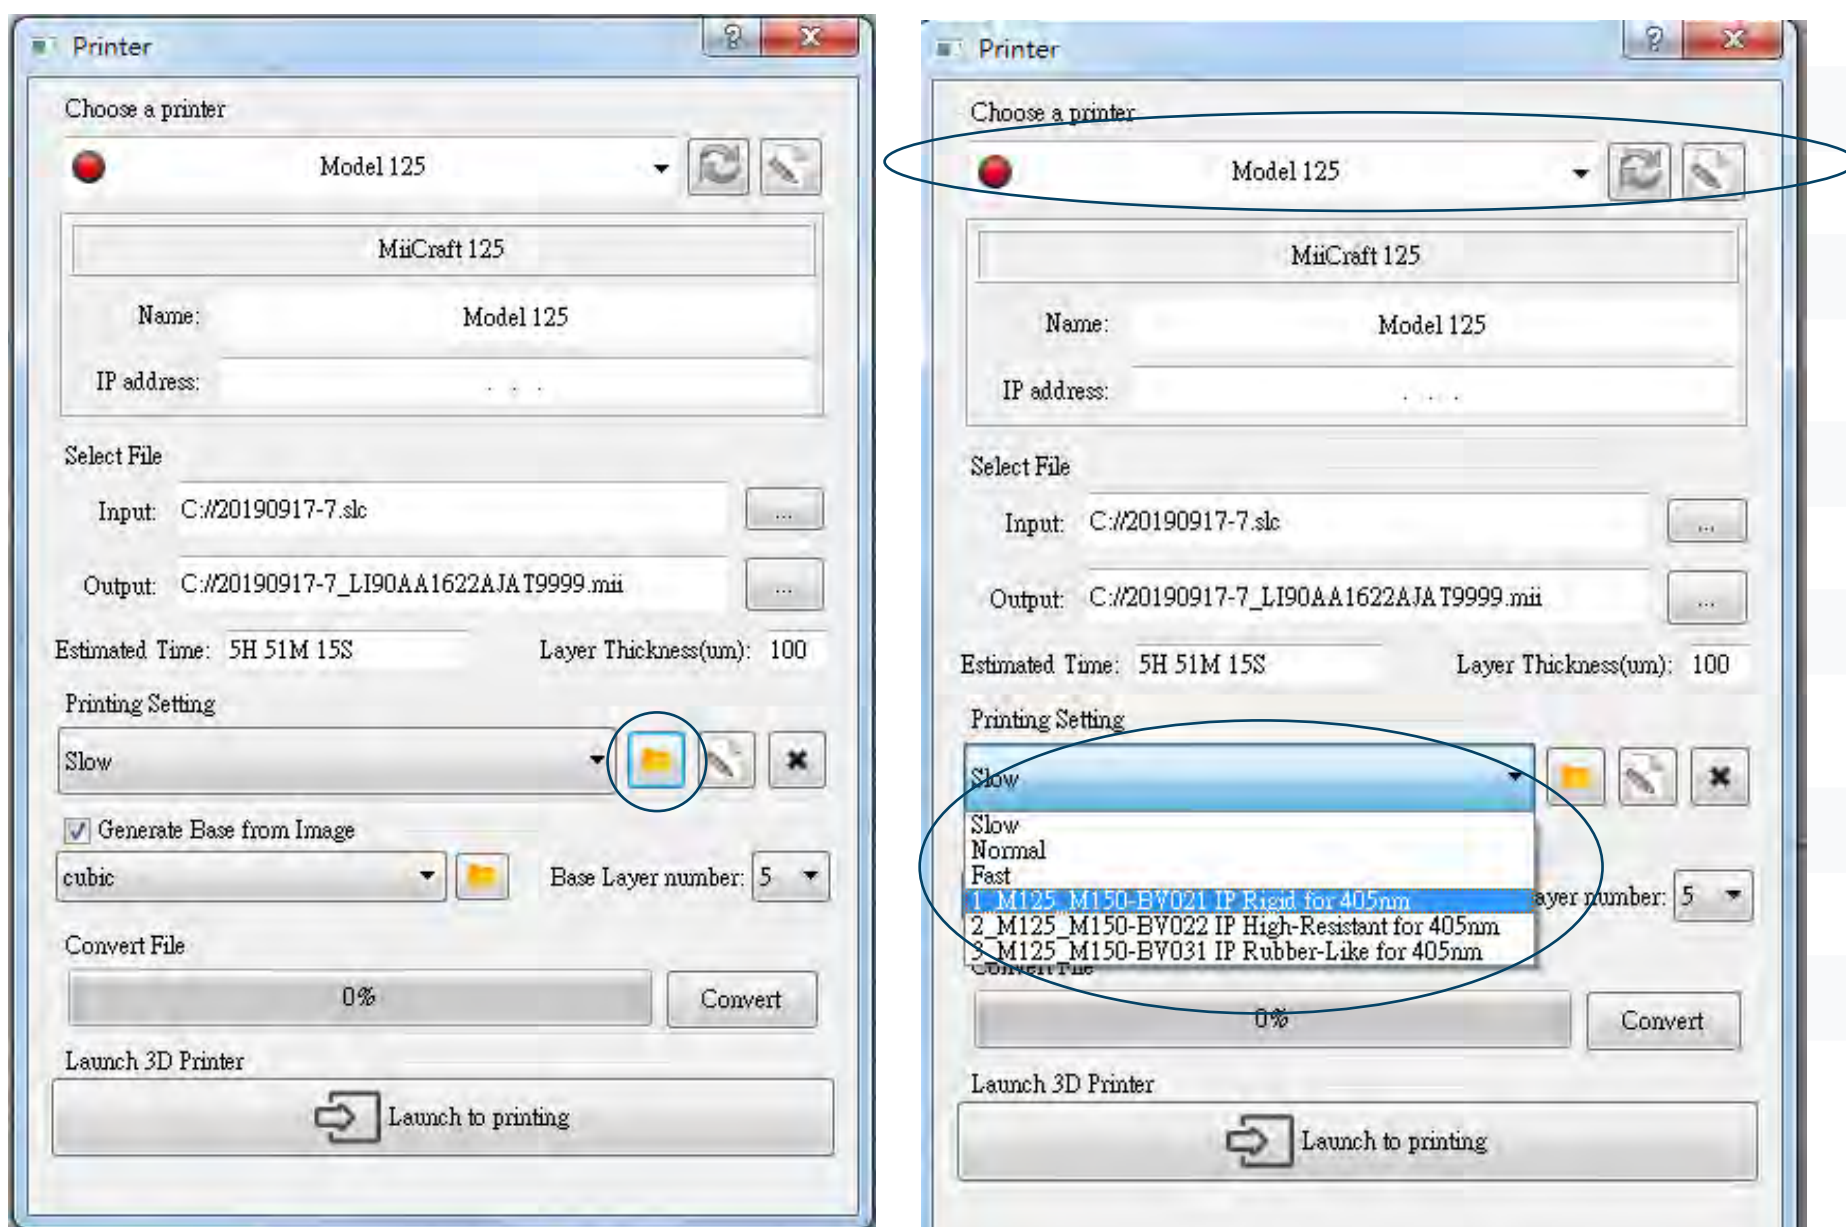 Printer
Choose a printer
Model 125
MiiCraft 125
Name: Model 125
IP address: . . .
Select File
Input: C://20190917-7.slc ...
Output: C://20190917-7_LI90AA1622AJAT9999.mii ...
Estimated Time: 5H 51M 15S Layer Thickness(um): 100
Printing Setting
Slow
Generate Base from Image
cubic Base Layer number: 5
Convert File
0% Convert
Launch 3D Printer
Launch to printing
Printer
Choose a printer
Model 125
MiiCraft 125
Name: Model 125
IP address: . . .
Select File
Input: C://20190917-7.slc ...
Output: C://20190917-7_LI90AA1622AJAT9999.mii ...
Estimated Time: 5H 51M 15S Layer Thickness(um): 100
Printing Setting
Slow
Slow
Normal
Fast
1_M125_M150-BV021 IP Rigid for 405nm
ayer number: 5
2_M125_M150-BV022 IP High-Resistant for 405nm
3_M125_M150-BV031 IP Rubber-Like for 405nm
Convert File
0% Convert
Launch 3D Printer
Launch to printing